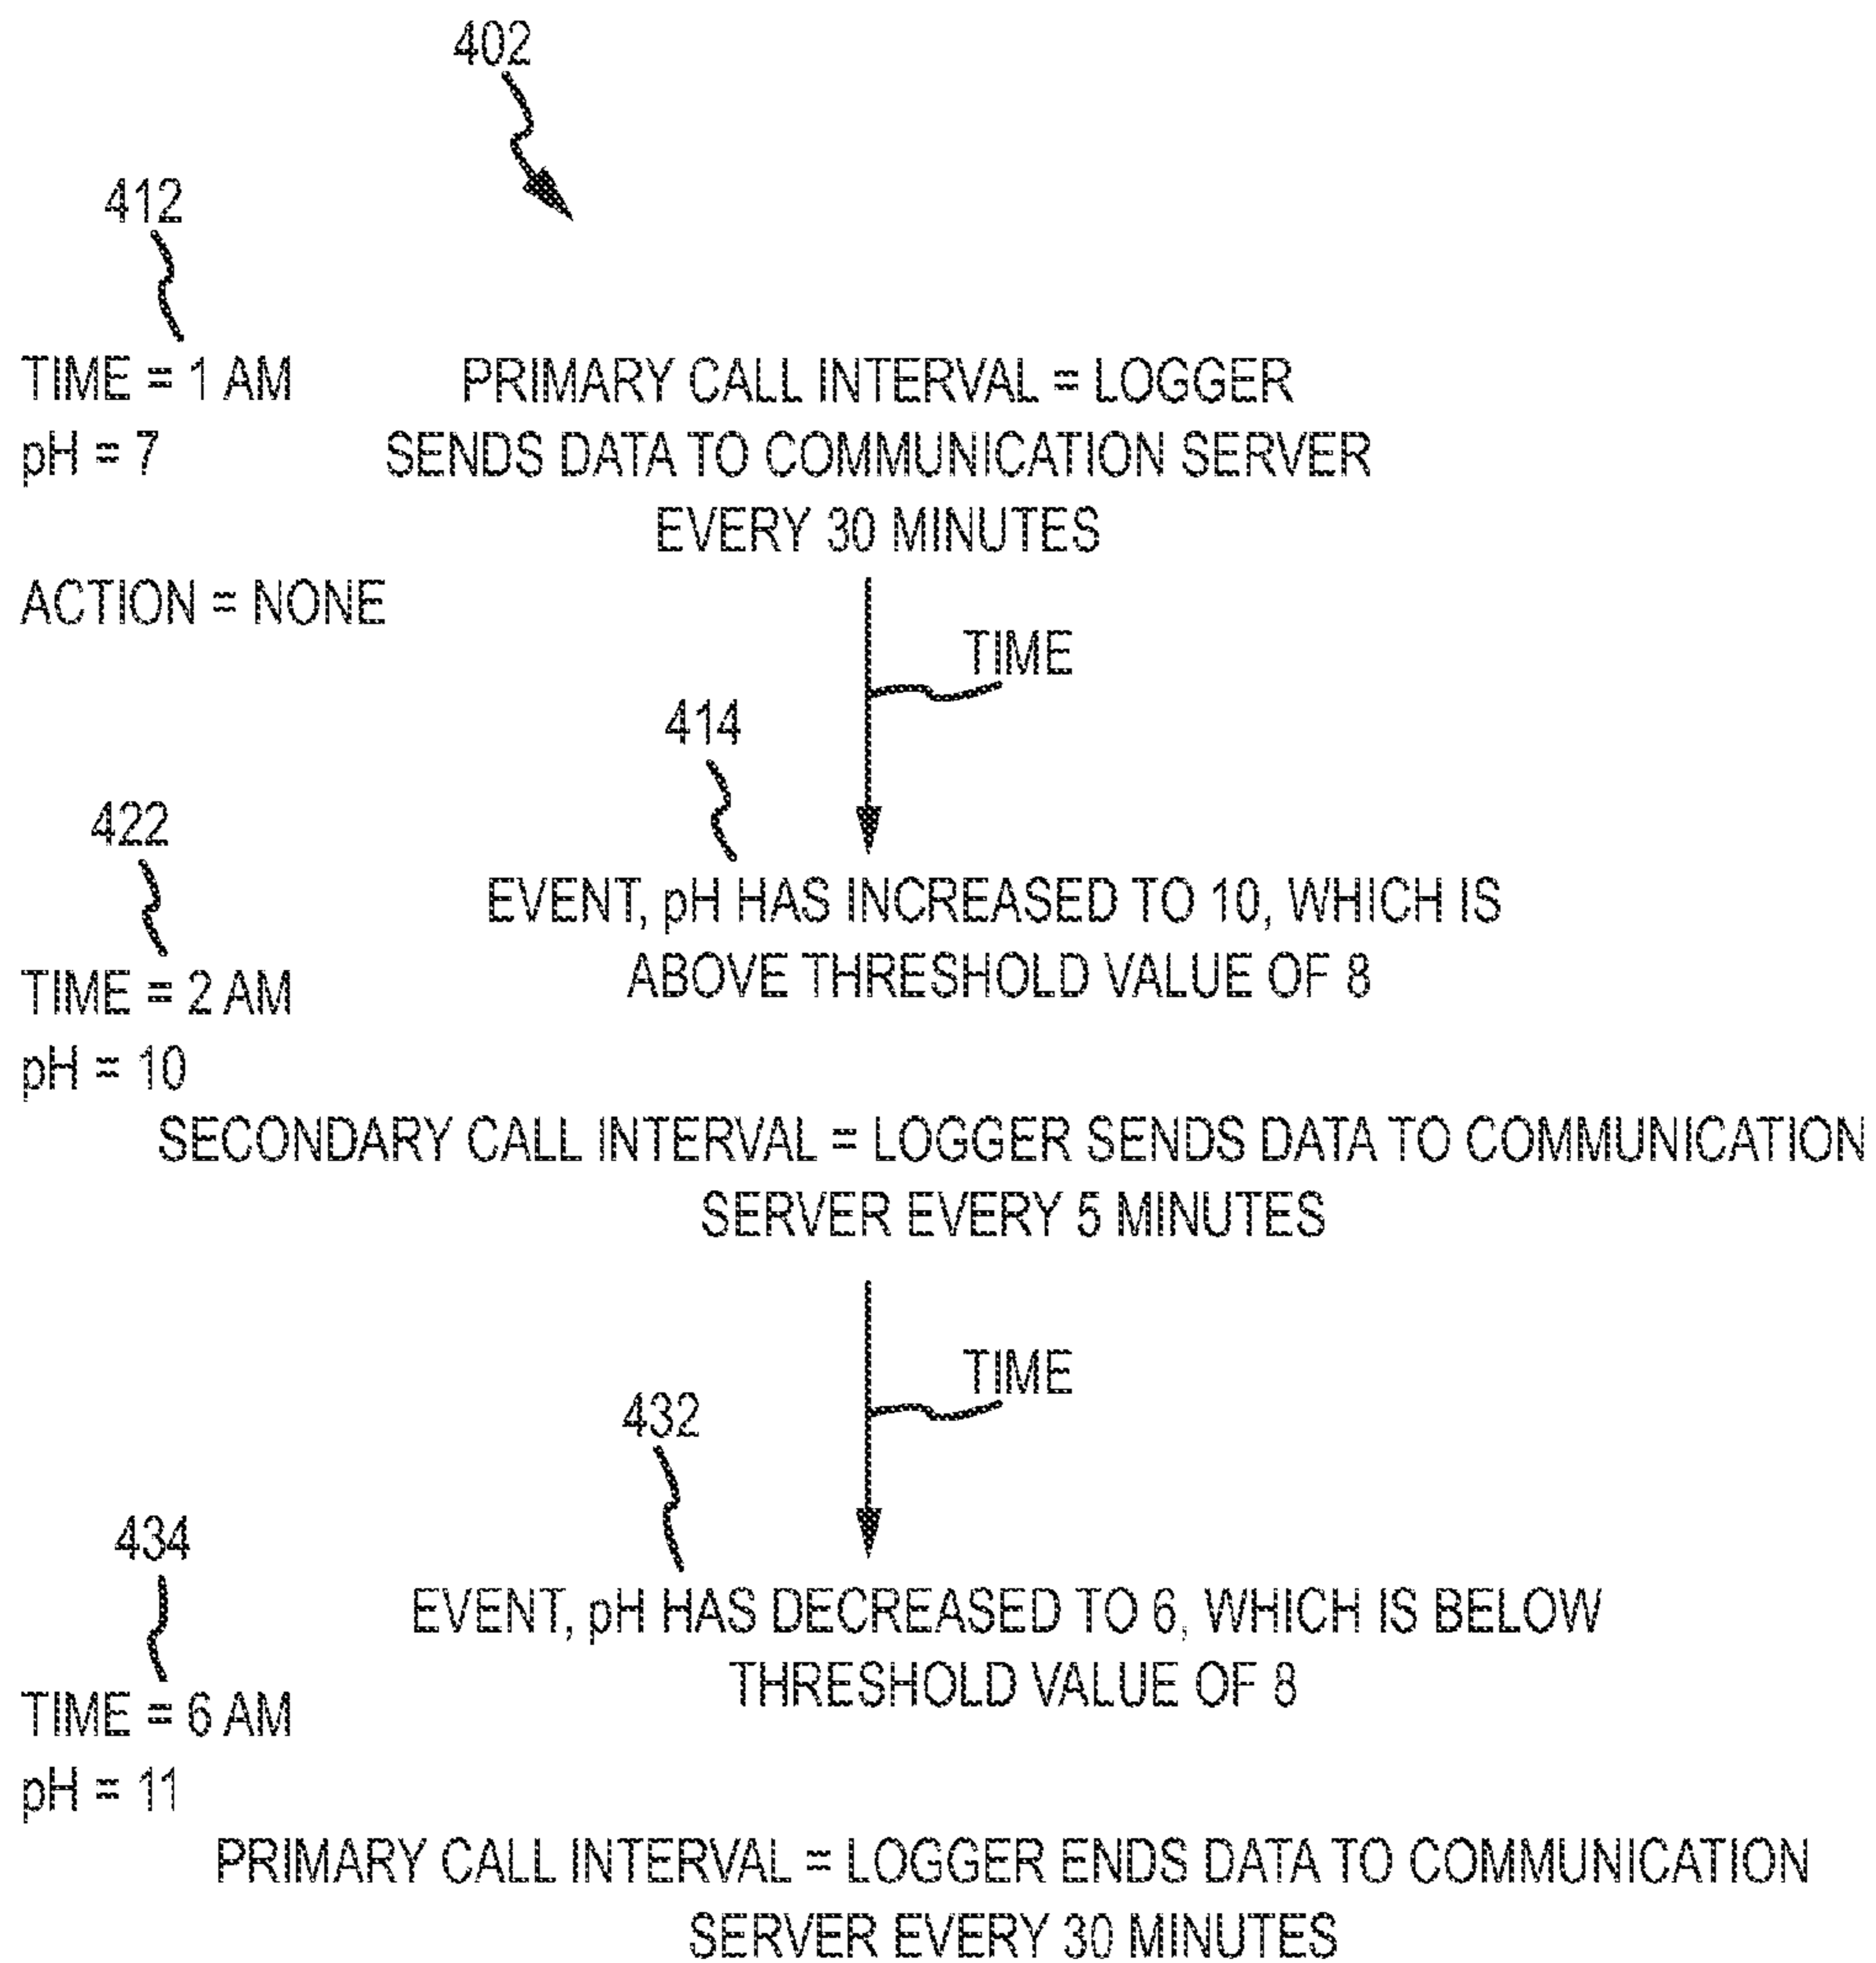 402
412
TIME = 1 AM
pH = 7
PRIMARY CALL INTERVAL = LOGGER
SENDS DATA TO COMMUNICATION SERVER
EVERY 30 MINUTES
ACTION = NONE
TIME
414
422
EVENT, pH HAS INCREASED TO 10, WHICH IS
ABOVE THRESHOLD VALUE OF 8
TIME = 2 AM
pH = 10
SECONDARY CALL INTERVAL = LOGGER SENDS DATA TO COMMUNICATION
SERVER EVERY 5 MINUTES
TIME
432
434
EVENT, pH HAS DECREASED TO 6, WHICH IS BELOW
THRESHOLD VALUE OF 8
TIME = 6 AM
pH = 11
PRIMARY CALL INTERVAL = LOGGER ENDS DATA TO COMMUNICATION
SERVER EVERY 30 MINUTES